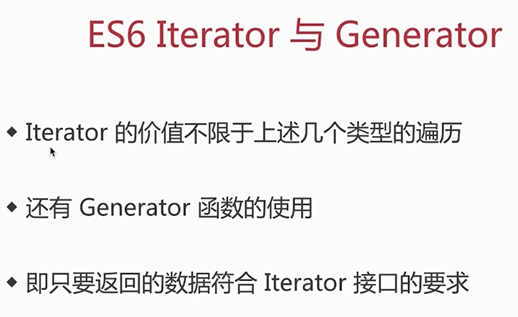 ES6 Iterator 与 Generator
◆ Iterator 的价值不限于上述几个类型的遍历
◆ 还有 Generator 函数的使用
◆ 即只要返回的数据符合 Iterator 接口的要求